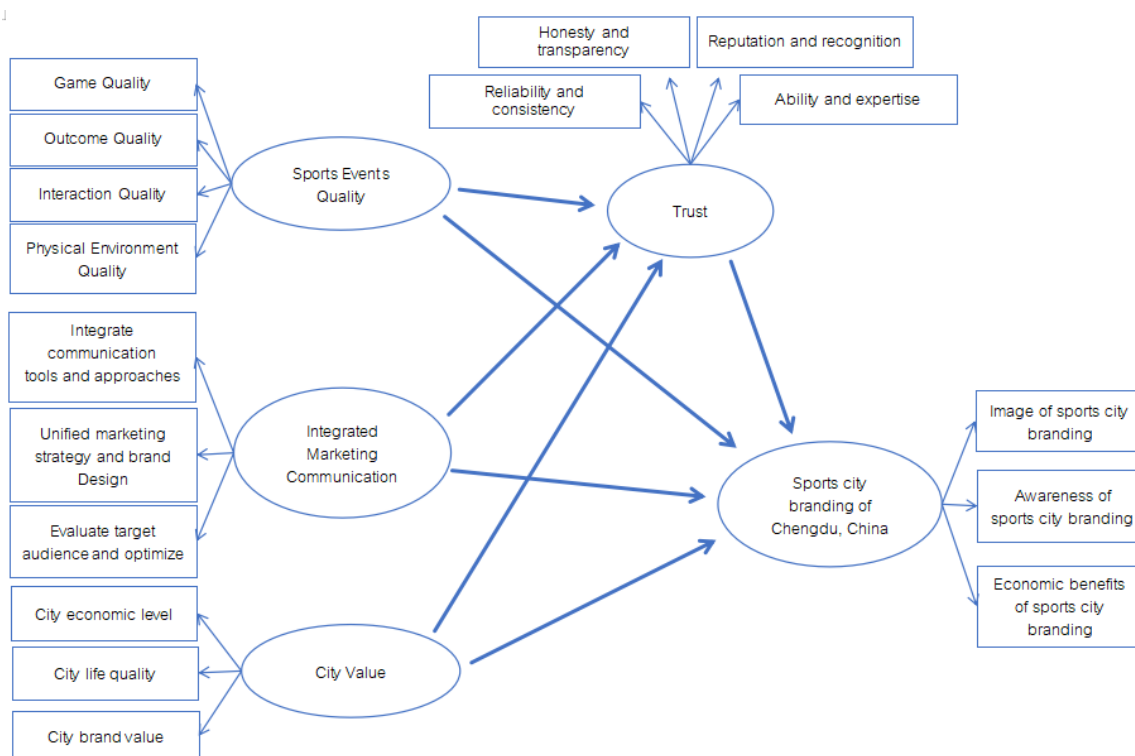 Honesty and
transparency
Reputation and recognition
Reliability and
consistency
Ability and expertise
Game Quality
Outcome Quality
Interaction Quality
Physical Environment
Quality
Sports Events
Quality
Trust
Integrate
communication
tools and approaches
Unified marketing
strategy and brand
Design
Evaluate target
audience and optimize
Integrated
Marketing
Communication
Sports city
branding of
Chengdu, China
Image of sports city
branding
Awareness of
sports city branding
Economic benefits
of sports city
branding
City economic level
City life quality
City brand value
City Value